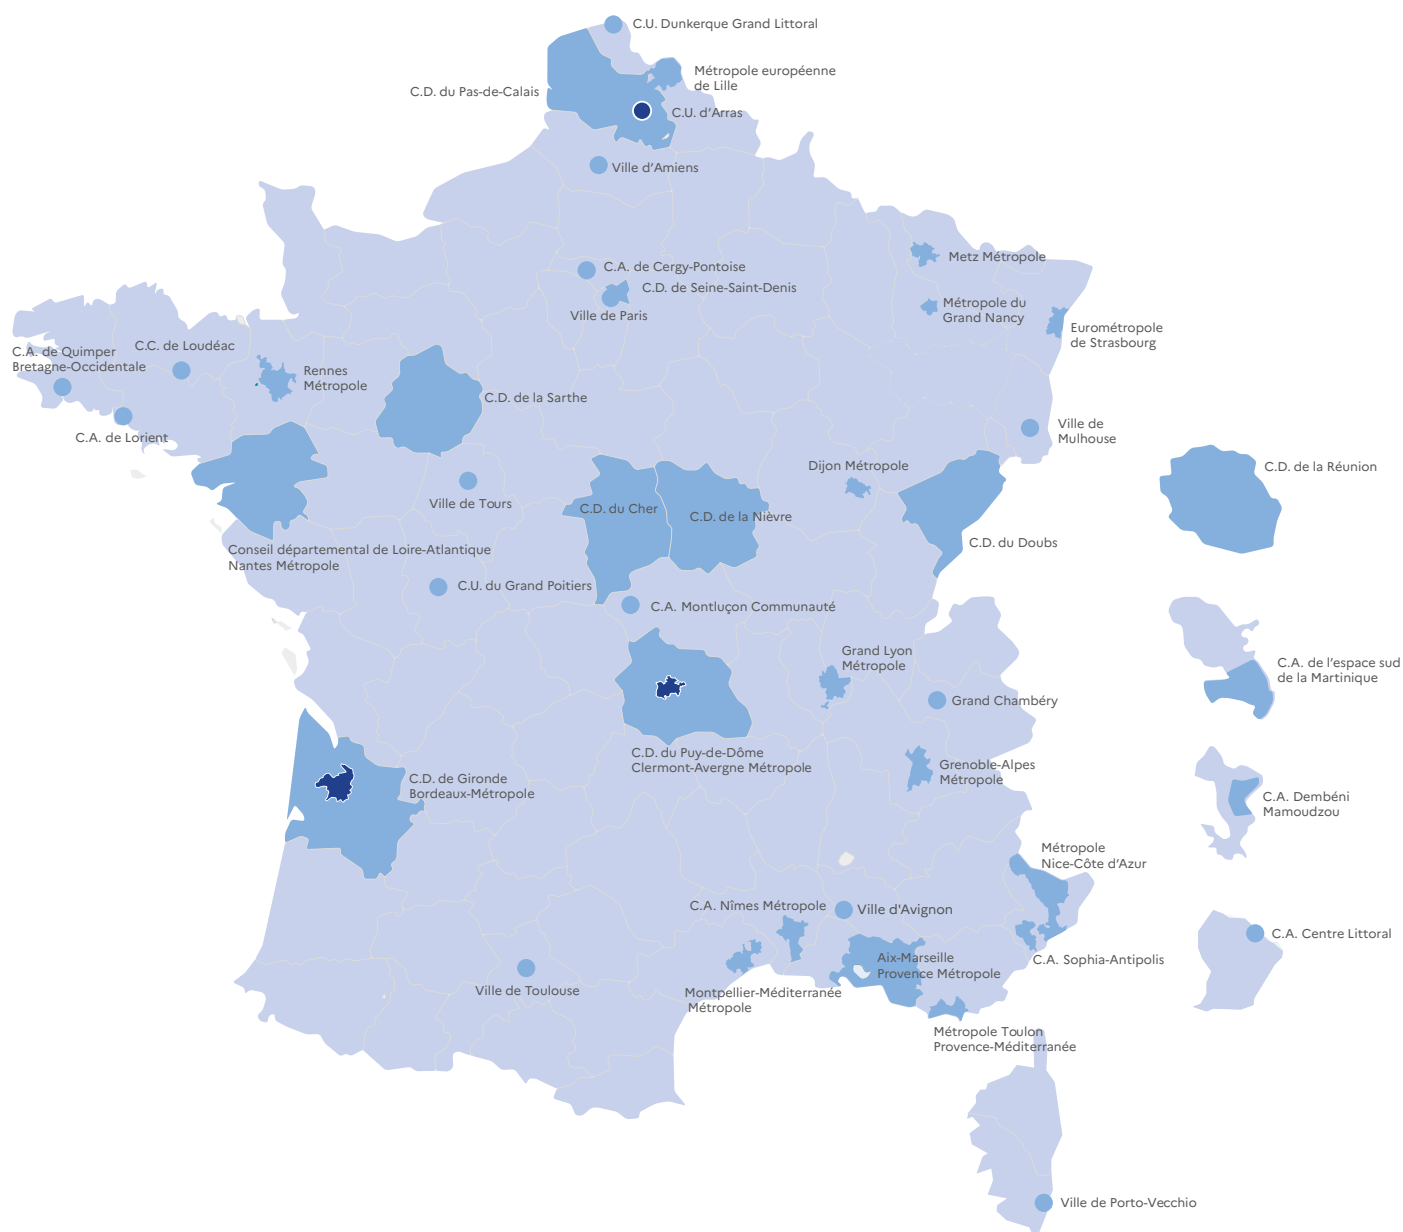 C.U. Dunkerque Grand Littoral
Métropole européenne
de Lille
C.D. du Pas-de-Calais
C.U. d'Arras
Ville d'Amiens
Metz Métropole
C.A. de Cergy-Pontoise
C.D. de Seine-Saint-Denis
Ville de Paris
Métropole du
Grand Nancy
Eurométropole
de Strasbourg
C.A. de Quimper
Bretagne-Occidentale
C.C. de Loudéac
Rennes
Métropole
C.D. de la Sarthe
C.A. de Lorient
Ville de
Mulhouse
Dijon Métropole
C.D. de la Réunion
Ville de Tours
C.D. du Cher
C.D. de la Nièvre
C.D. du Doubs
Conseil départemental de Loire-Atlantique
Nantes Métropole
C.U. du Grand Poitiers
C.A. Montluçon Communauté
Grand Lyon
Métropole
C.A. de l'espace sud
de la Martinique
Grand Chambéry
C.D. du Puy-de-Dôme
Clermont-Avergne Métropole
Grenoble-Alpes
Métropole
C.D. de Gironde
Bordeaux-Métropole
C.A. Dembéni
Mamoudzou
Métropole
Nice-Côte d'Azur
C.A. Nîmes Métropole
Ville d'Avignon
C.A. Centre Littoral
C.A. Sophia-Antipolis
Aix-Marseille
Provence Métropole
Ville de Toulouse
Montpellier-Méditerranée
Métropole
Métropole Toulon
Provence-Méditerranée
Ville de Porto-Vecchio